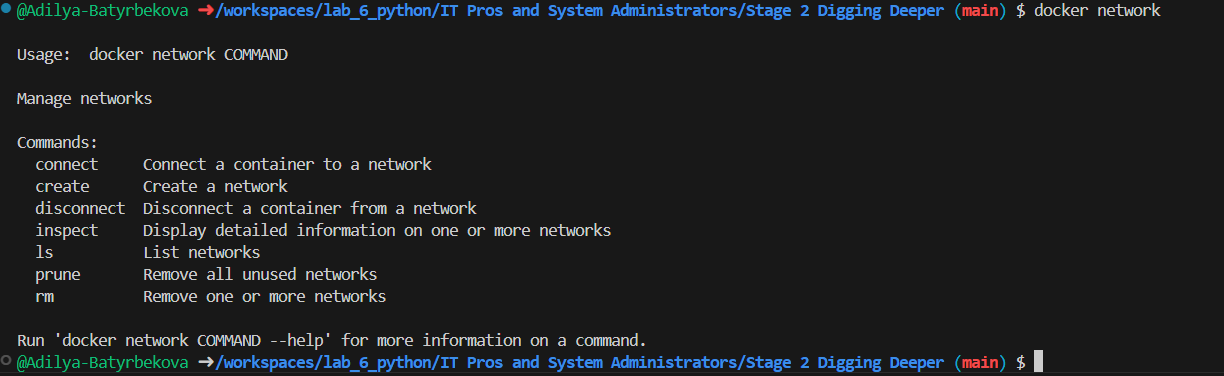 @Adilya-Batyrbekova ➜/workspaces/lab_6_python/IT Pros and System Administrators/Stage 2 Digging Deeper (main) $ docker network
Usage:  docker network COMMAND
Manage networks
Commands:
  connect     Connect a container to a network
  create      Create a network
  disconnect  Disconnect a container from a network
  inspect     Display detailed information on one or more networks
  ls          List networks
  prune       Remove all unused networks
  rm          Remove one or more networks
Run 'docker network COMMAND --help' for more information on a command.
@Adilya-Batyrbekova ➜/workspaces/lab_6_python/IT Pros and System Administrators/Stage 2 Digging Deeper (main) $